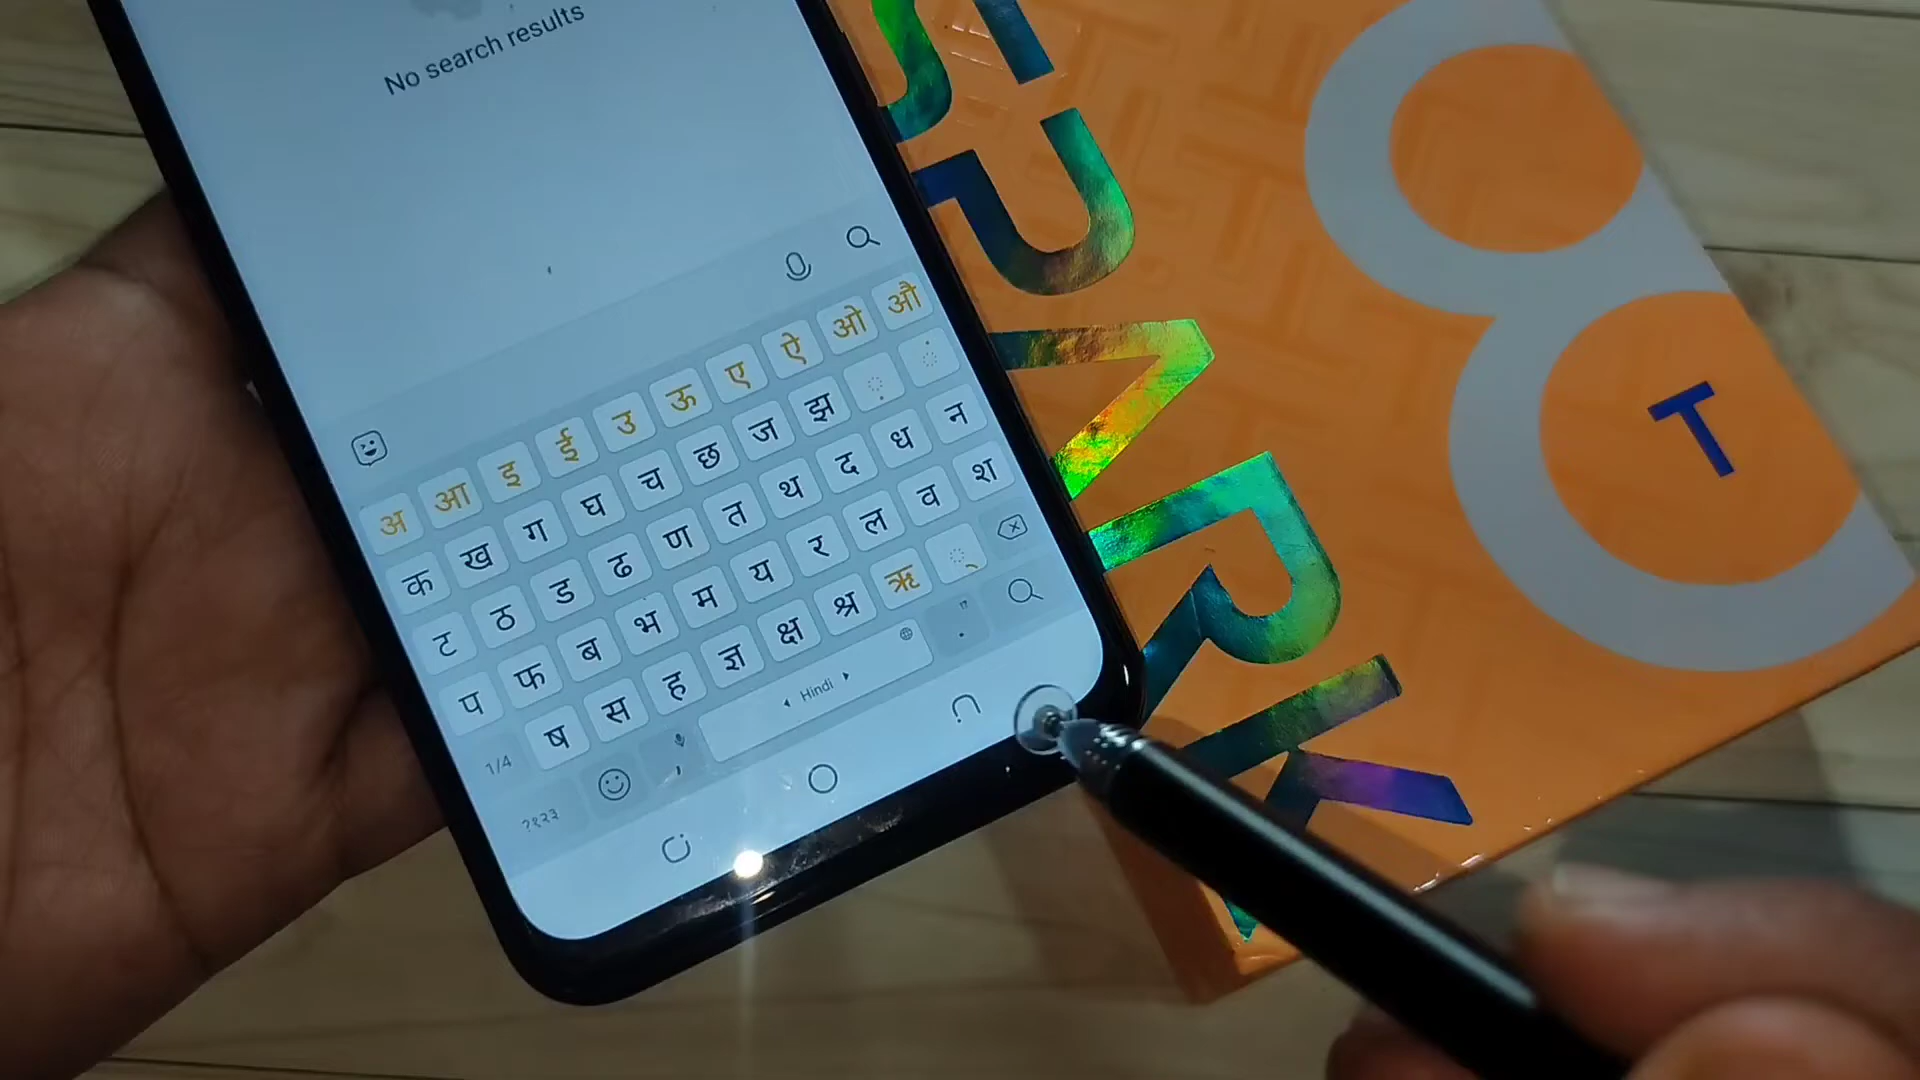 No search results
अ आ इ ई उ ऊ ए ऐ ओ औ
क ख ग घ च छ ज झ
ट ठ ड ढ ण त थ द ध न
प फ ब भ म य र ल व श
1/4 ष स ह ज्ञ क्ष श्र ऋ
?१२३ , Hindi . !?
SPARK
8
T